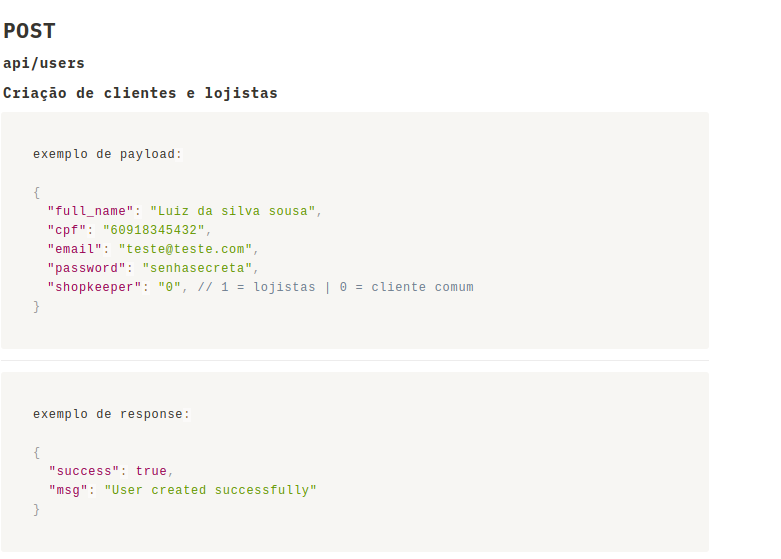 POST
api/users
Criação de clientes e lojistas
exemplo de payload:
{
"full_name": "Luiz da silva sousa",
"cpf": "60918345432",
"email": "teste@teste.com",
"password": "senhasecreta",
"shopkeeper": "0", // 1 = lojistas | 0 = cliente comum
}
exemplo de response:
{
"success": true,
"msg": "User created successfully"
}